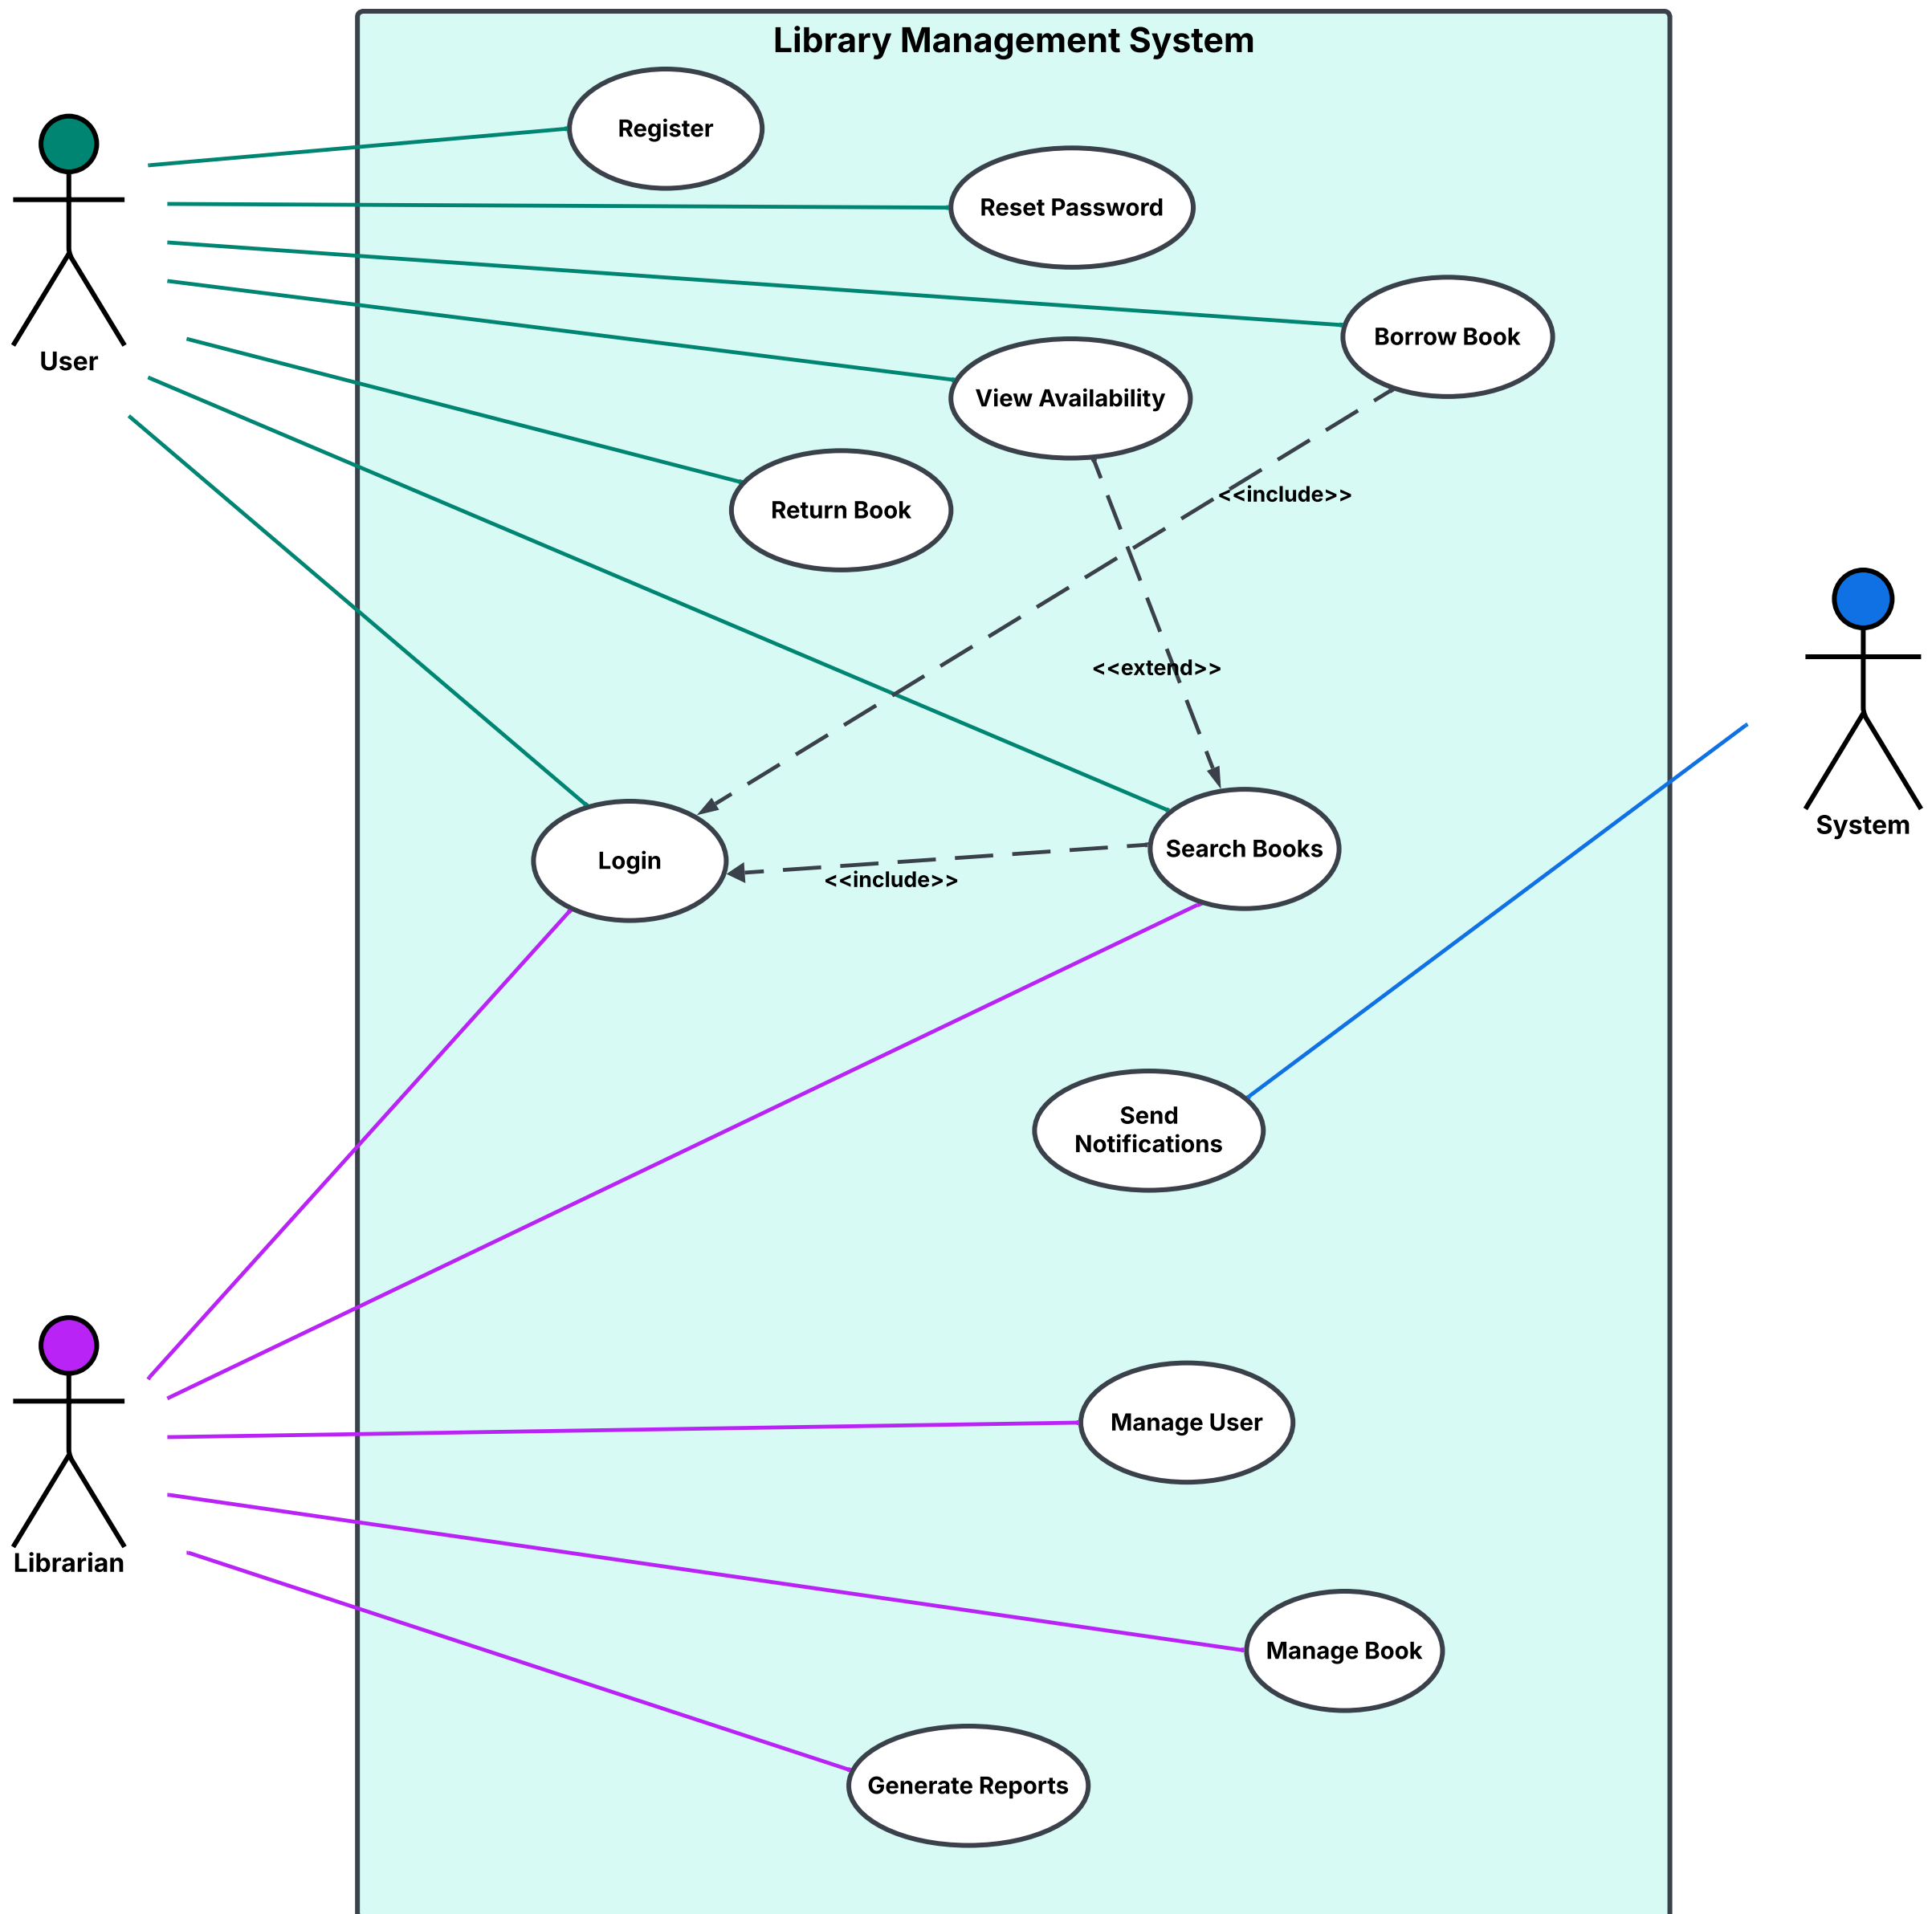 Library Management System
Register
Reset Password
Borrow Book
User
View Availability
<<include>>
Return Book
<<extend>>
System
Login
Search Books
<<include>>
Send
Notifications
Manage User
Librarian
Manage Book
Generate Reports